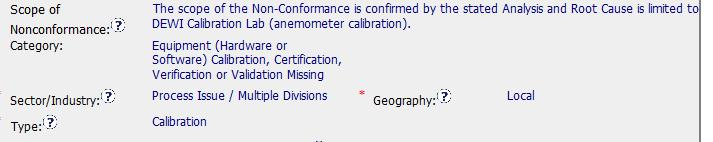 Scope of
Nonconformance:? The scope of the Non-Conformance is confirmed by the stated Analysis and Root Cause is limited to
DEWI Calibration Lab (anemometer calibration).
Category: Equipment (Hardware or
Software) Calibration, Certification,
Verification or Validation Missing
* Sector/Industry:? Process Issue / Multiple Divisions * Geography:? Local
* Type:? Calibration